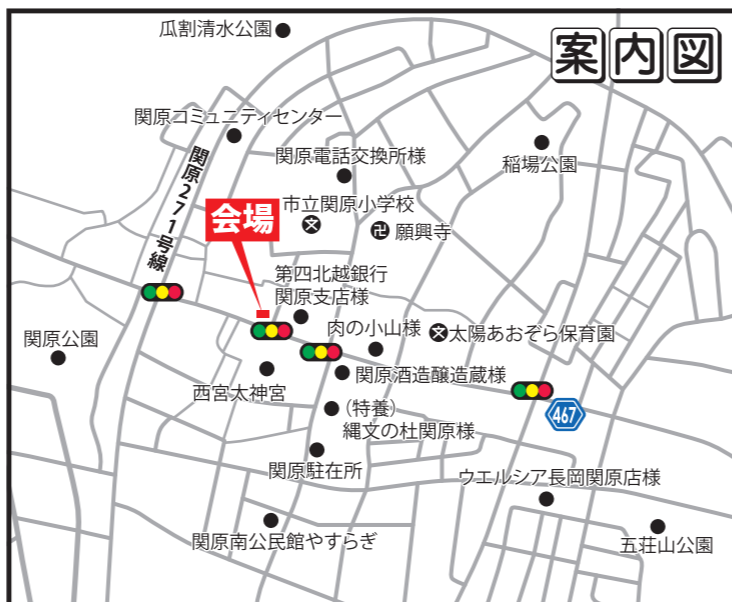 案内図
瓜割清水公園
関原コミュニティセンター
関原271号線
関原電話交換所様
稲場公園
市立関原小学校
文
卍
願興寺
会場
第四北越銀行
関原支店様
肉の小山様
文
太陽あおぞら保育園
関原公園
西宮太神宮
関原酒造醸造蔵様
467
(特養)
縄文の杜関原様
関原駐在所
ウエルシア長岡関原店様
関原南公民館やすらぎ
五荘山公園